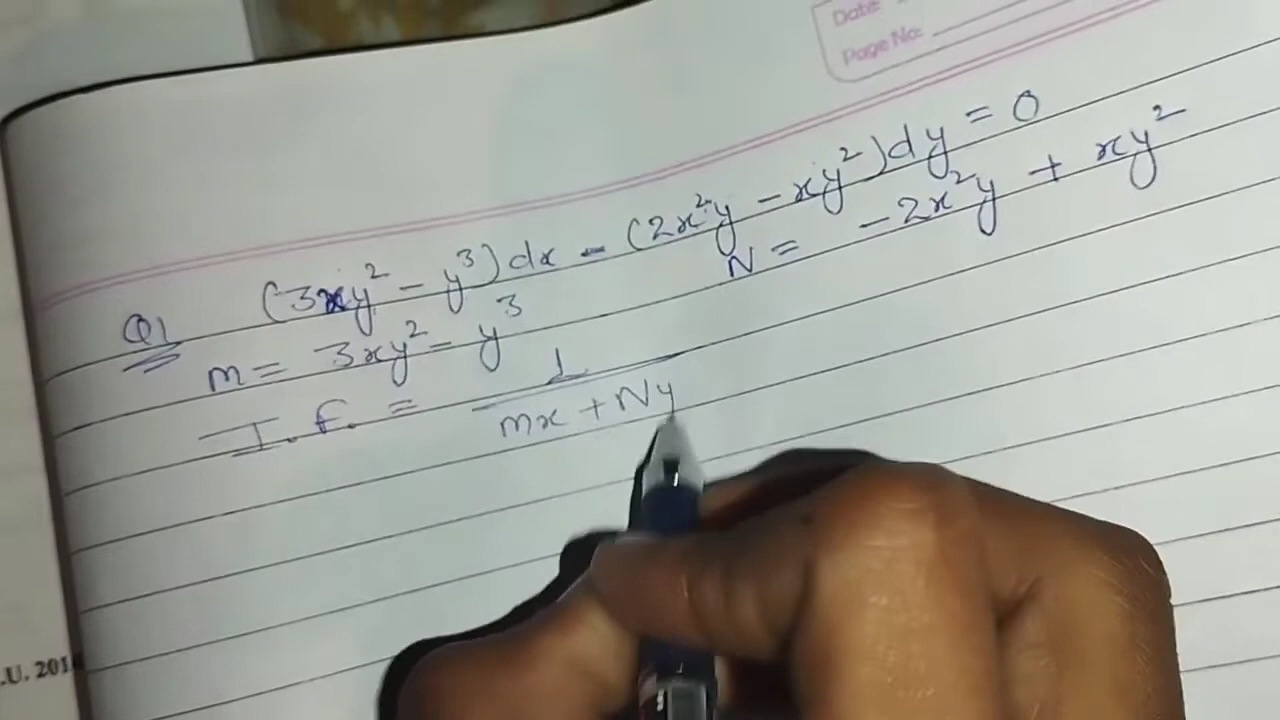 Date:
Page No:
Q1 (3xy² - y³)dx - (2x²y - xy²)dy = 0
m = 3xy² - y³ N = -2x²y + xy²
I.F. = 1/(mx + Ny)
.U. 201